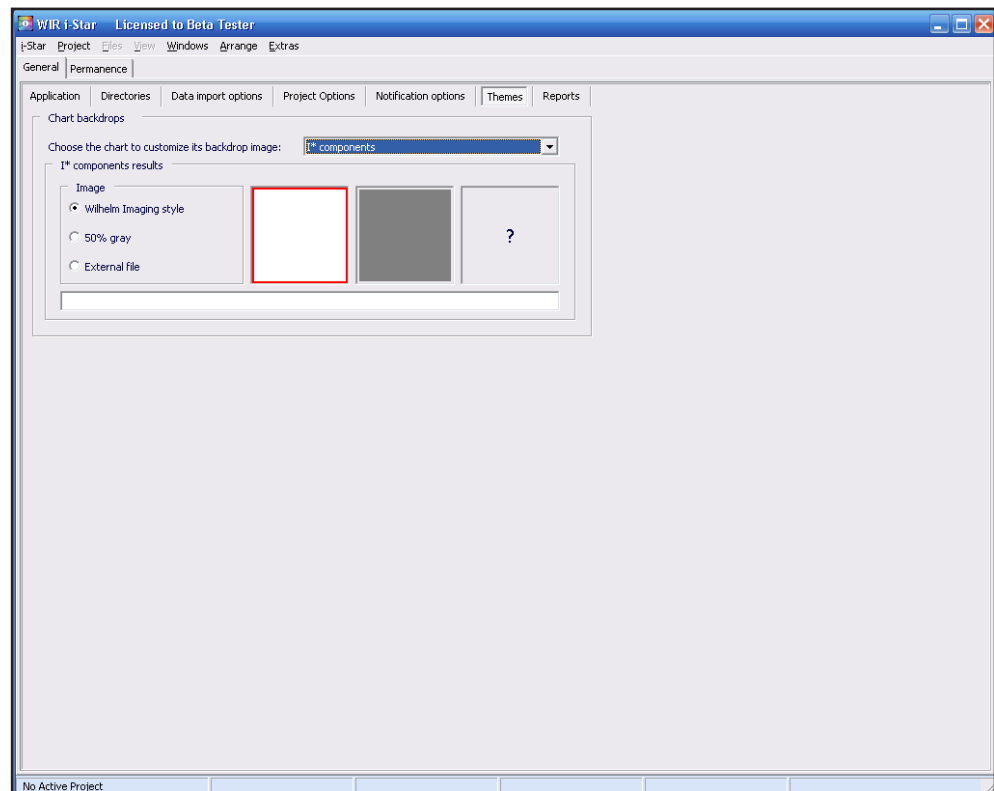 WIR i-Star Licensed to Beta Tester
i-Star Project Files View Windows Arrange Extras
General Permanence
Application Directories Data import options Project Options Notification options Themes Reports
Chart backdrops
Choose the chart to customize its backdrop image: I* components
I* components results
Image
Wilhelm Imaging style
50% gray
External file
?
No Active Project